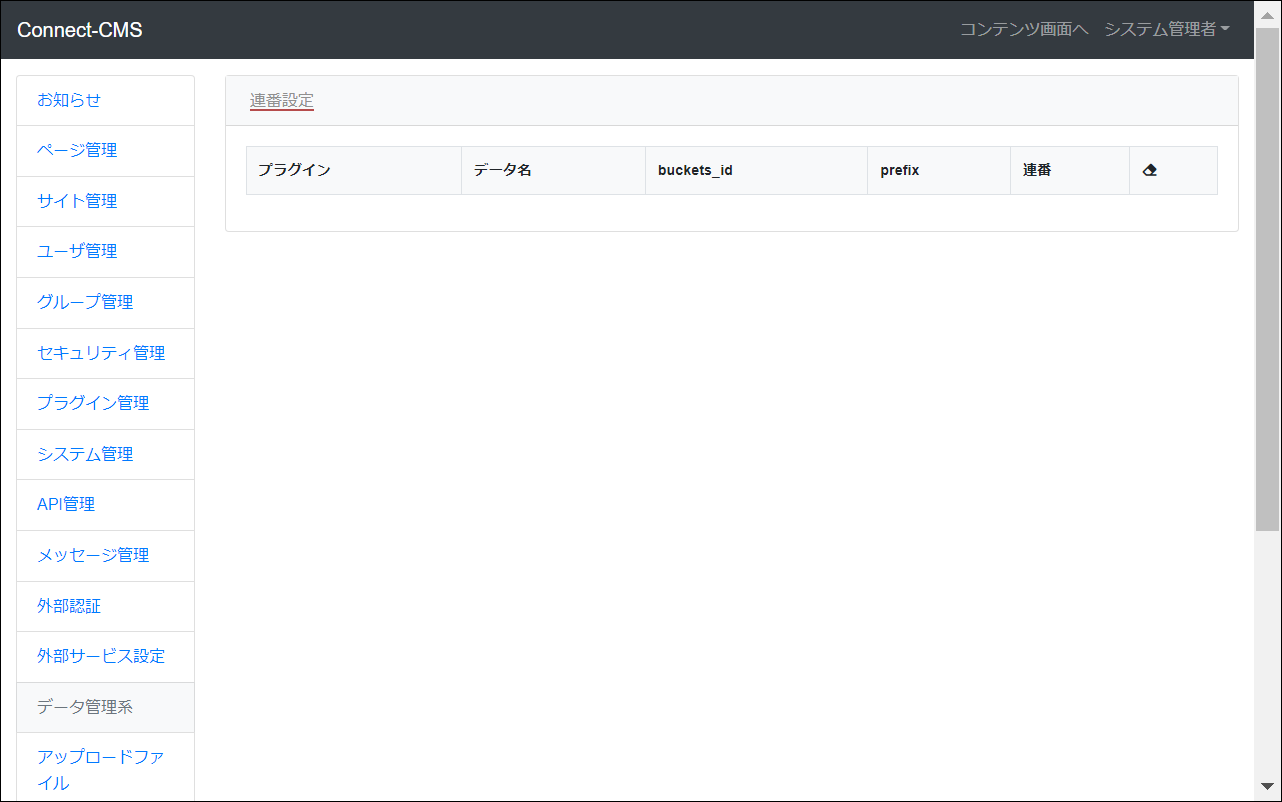 Connect-CMS
コンテンツ画面へ
システム管理者
お知らせ
ページ管理
サイト管理
ユーザ管理
グループ管理
セキュリティ管理
プラグイン管理
システム管理
API管理
メッセージ管理
外部認証
外部サービス設定
データ管理系
アップロードファ
イル
連番設定
プラグイン
データ名
buckets_id
prefix
連番